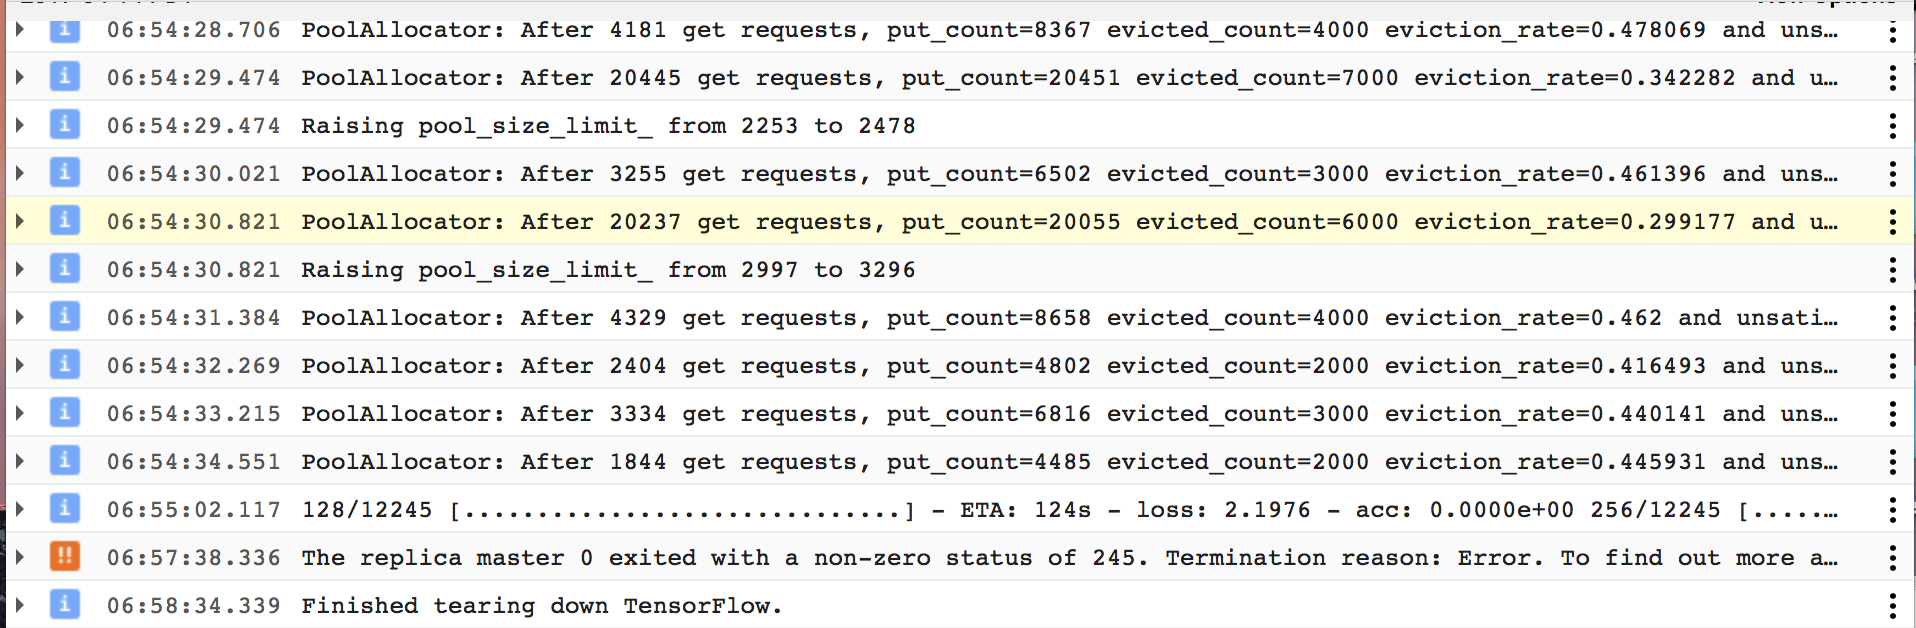 06:54:28.706 PoolAllocator: After 4181 get requests, put_count=8367 evicted_count=4000 eviction_rate=0.478069 and uns…
06:54:29.474 PoolAllocator: After 20445 get requests, put_count=20451 evicted_count=7000 eviction_rate=0.342282 and u…
06:54:29.474 Raising pool_size_limit_ from 2253 to 2478
06:54:30.021 PoolAllocator: After 3255 get requests, put_count=6502 evicted_count=3000 eviction_rate=0.461396 and uns…
06:54:30.821 PoolAllocator: After 20237 get requests, put_count=20055 evicted_count=6000 eviction_rate=0.299177 and u…
06:54:30.821 Raising pool_size_limit_ from 2997 to 3296
06:54:31.384 PoolAllocator: After 4329 get requests, put_count=8658 evicted_count=4000 eviction_rate=0.462 and unsati…
06:54:32.269 PoolAllocator: After 2404 get requests, put_count=4802 evicted_count=2000 eviction_rate=0.416493 and uns…
06:54:33.215 PoolAllocator: After 3334 get requests, put_count=6816 evicted_count=3000 eviction_rate=0.440141 and uns…
06:54:34.551 PoolAllocator: After 1844 get requests, put_count=4485 evicted_count=2000 eviction_rate=0.445931 and uns…
06:55:02.117 128/12245 [..............................] - ETA: 124s - loss: 2.1976 - acc: 0.0000e+00 256/12245 [.....…
06:57:38.336 The replica master 0 exited with a non-zero status of 245. Termination reason: Error. To find out more a…
06:58:34.339 Finished tearing down TensorFlow.